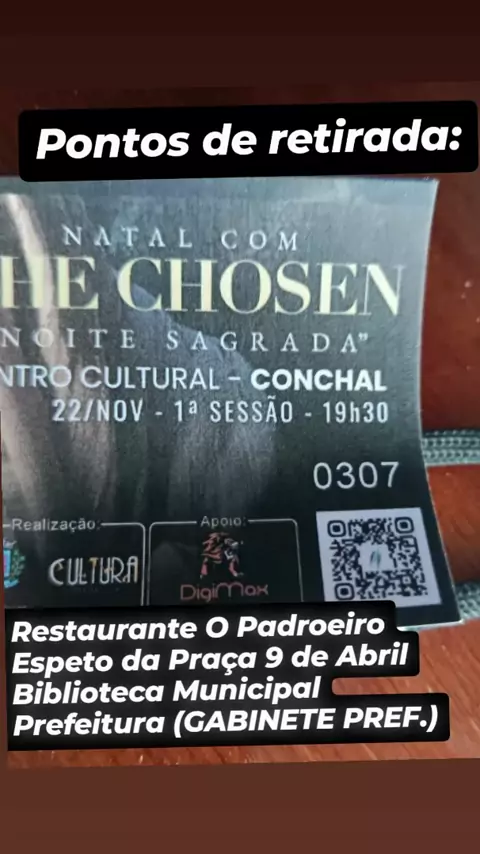 Pontos de retirada:
NATAL COM
HE CHOSEN
NOITE SAGRADA"
NTRO CULTURAL - CONCHAL
22/NOV - 1ª SESSÃO - 19h30
0307
Realização:
Apoio:
CULTURA
DigiMax
Restaurante O Padroeiro
Espeto da Praça 9 de Abril
Biblioteca Municipal
Prefeitura (GABINETE PREF.)